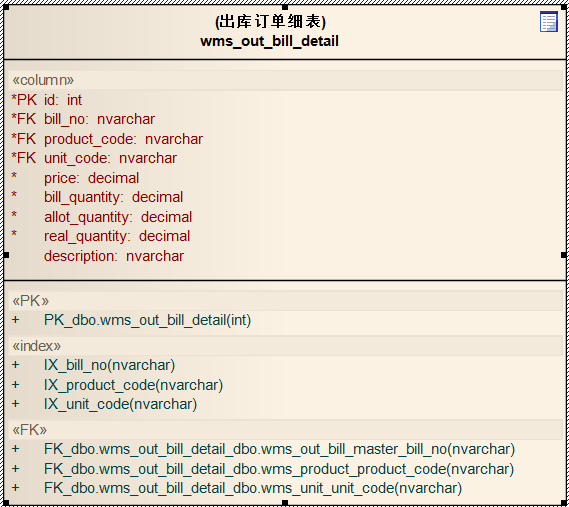 (出库订单细表)
wms_out_bill_detail
«column»
*PK id: int
*FK bill_no: nvarchar
*FK product_code: nvarchar
*FK unit_code: nvarchar
* price: decimal
* bill_quantity: decimal
* allot_quantity: decimal
* real_quantity: decimal
description: nvarchar
«PK»
+ PK_dbo.wms_out_bill_detail(int)
«index»
+ IX_bill_no(nvarchar)
+ IX_product_code(nvarchar)
+ IX_unit_code(nvarchar)
«FK»
+ FK_dbo.wms_out_bill_detail_dbo.wms_out_bill_master_bill_no(nvarchar)
+ FK_dbo.wms_out_bill_detail_dbo.wms_product_product_code(nvarchar)
+ FK_dbo.wms_out_bill_detail_dbo.wms_unit_unit_code(nvarchar)